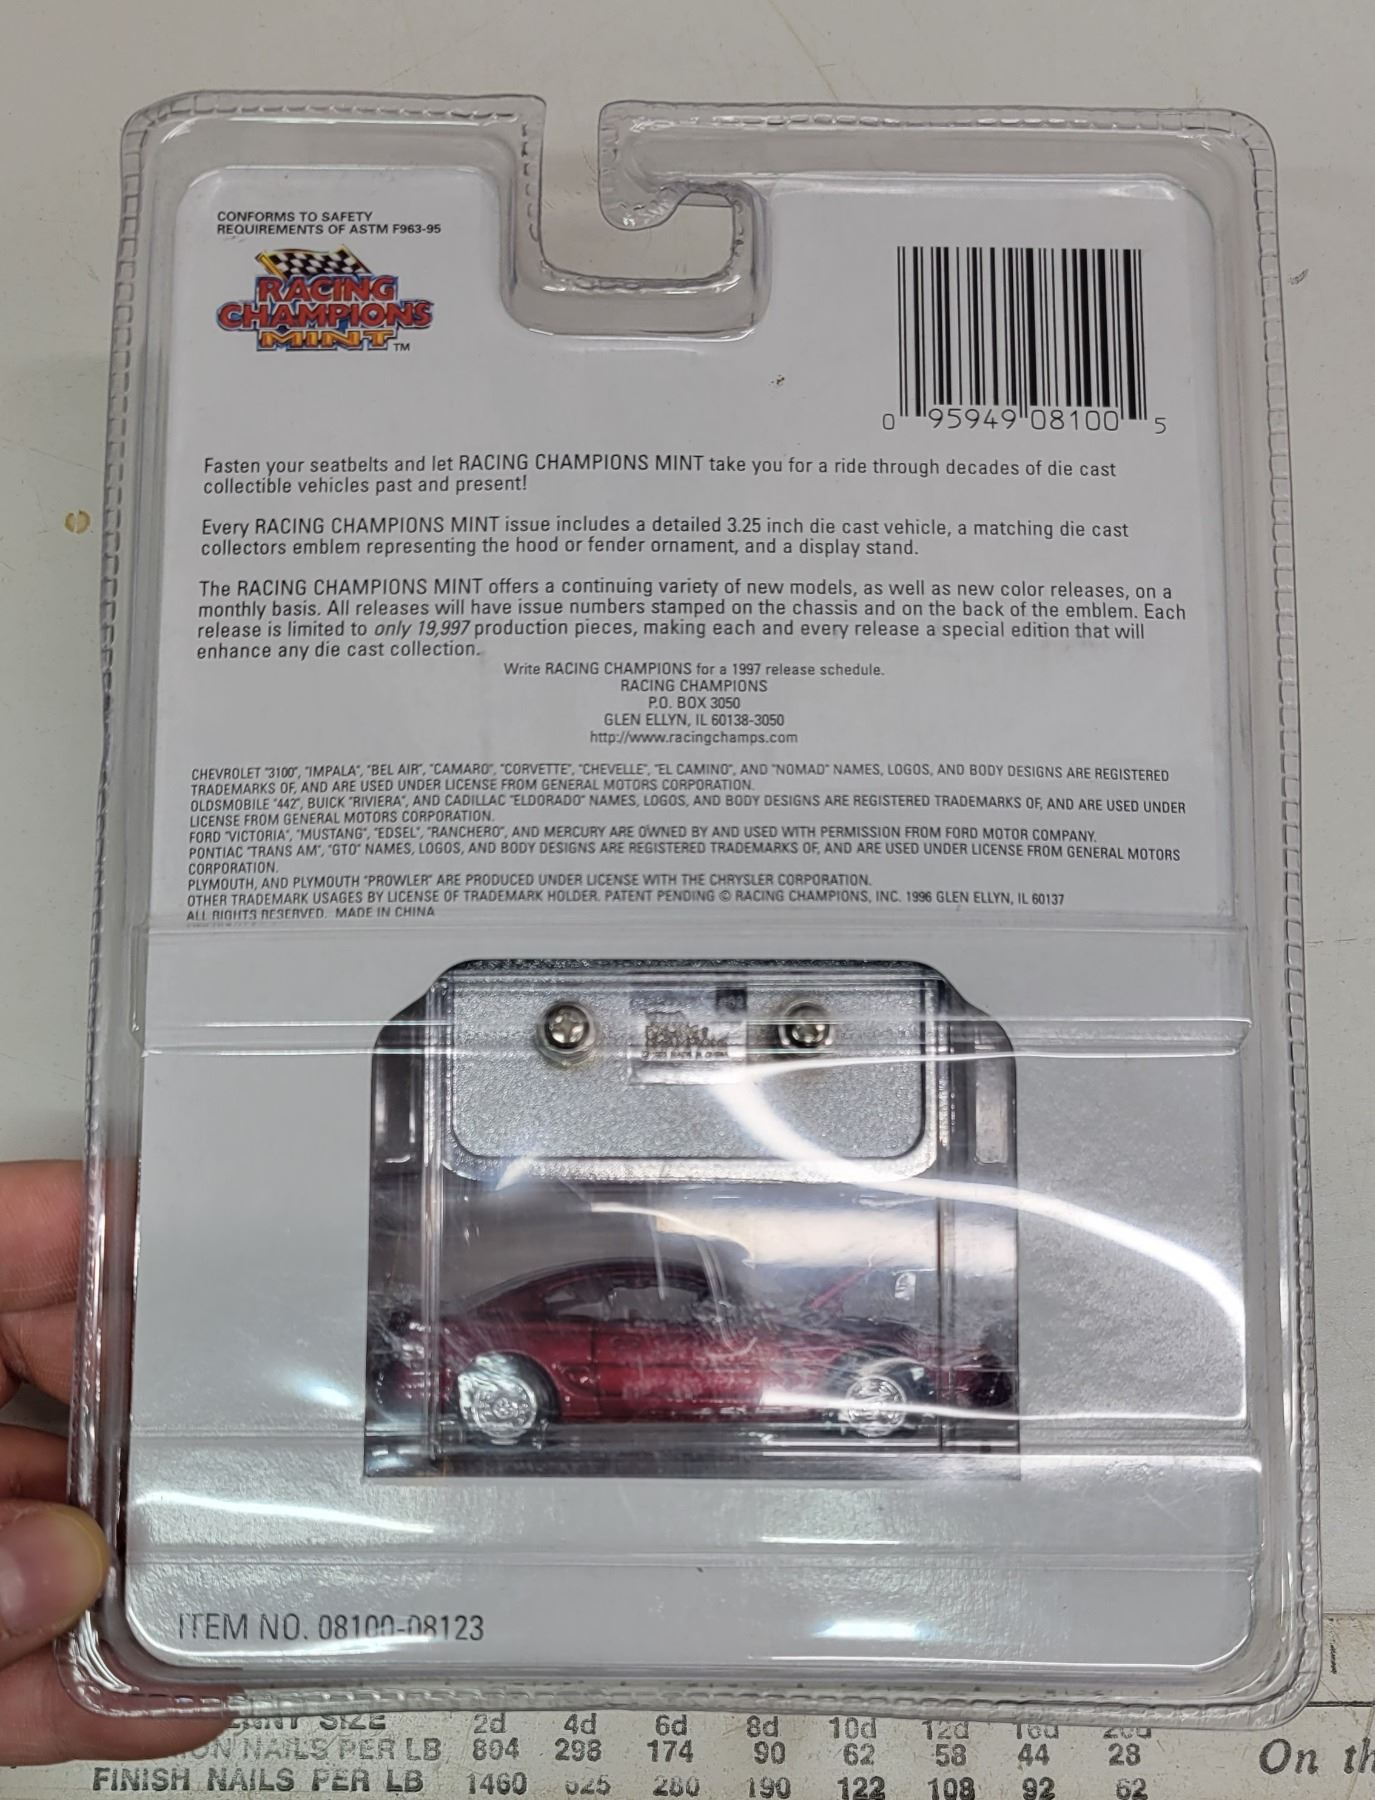 CONFORMS TO SAFETY
REQUIREMENTS OF ASTM F963-95
RACING
CHAMPIONS
MINT TM
0 95949 08100 5
Fasten your seatbelts and let RACING CHAMPIONS MINT take you for a ride through decades of die cast
collectible vehicles past and present!
Every RACING CHAMPIONS MINT issue includes a detailed 3.25 inch die cast vehicle, a matching die cast
collectors emblem representing the hood or fender ornament, and a display stand.
The RACING CHAMPIONS MINT offers a continuing variety of new models, as well as new color releases, on a
monthly basis. All releases will have issue numbers stamped on the chassis and on the back of the emblem. Each
release is limited to only 19,997 production pieces, making each and every release a special edition that will
enhance any die cast collection.
Write RACING CHAMPIONS for a 1997 release schedule.
RACING CHAMPIONS
P.O. BOX 3050
GLEN ELLYN, IL 60138-3050
http://www.racingchamps.com
CHEVROLET "3100", "IMPALA", "BEL AIR", "CAMARO", "CORVETTE", "CHEVELLE", "EL CAMINO", AND "NOMAD" NAMES, LOGOS, AND BODY DESIGNS ARE REGISTERED
TRADEMARKS OF, AND ARE USED UNDER LICENSE FROM GENERAL MOTORS CORPORATION.
OLDSMOBILE "442", BUICK "RIVIERA", AND CADILLAC "ELDORADO" NAMES, LOGOS, AND BODY DESIGNS ARE REGISTERED TRADEMARKS OF, AND ARE USED UNDER
LICENSE FROM GENERAL MOTORS CORPORATION.
FORD "VICTORIA", "MUSTANG", "EDSEL", "RANCHERO", AND MERCURY ARE OWNED BY AND USED WITH PERMISSION FROM FORD MOTOR COMPANY.
PONTIAC "TRANS AM", "GTO" NAMES, LOGOS, AND BODY DESIGNS ARE REGISTERED TRADEMARKS OF, AND ARE USED UNDER LICENSE FROM GENERAL MOTORS
CORPORATION.
PLYMOUTH, AND PLYMOUTH "PROWLER" ARE PRODUCED UNDER LICENSE WITH THE CHRYSLER CORPORATION.
OTHER TRADEMARK USAGES BY LICENSE OF TRADEMARK HOLDER. PATENT PENDING © RACING CHAMPIONS, INC. 1996 GLEN ELLYN, IL 60137
ALL RIGHTS RESERVED. MADE IN CHINA
ITEM NO. 08100-08123
SIZE 2d 4d 6d 8d 10d 12d 16d 20d
NAILS PER LB 894 298 174 90 62 58 44 28
FINISH NAILS PER LB 1460 625 280 190 122 108 92 62
On